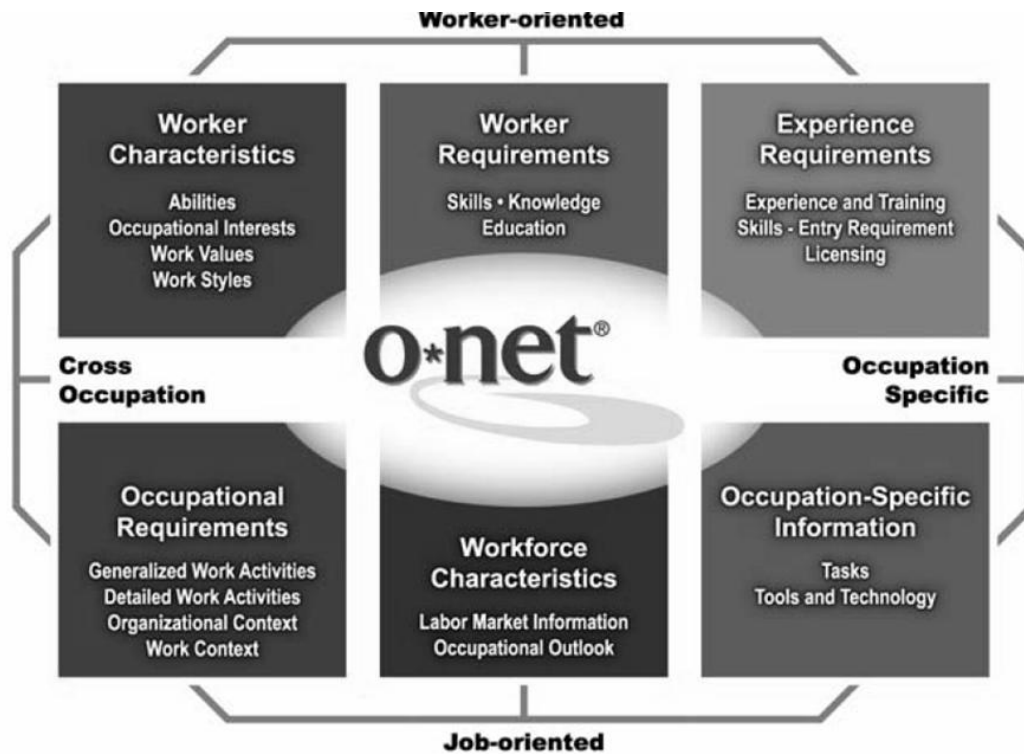 Worker-oriented
Worker
Characteristics
Abilities
Occupational Interests
Work Values
Work Styles
Worker
Requirements
Skills • Knowledge
Education
Experience
Requirements
Experience and Training
Skills - Entry Requirement
Licensing
Cross
Occupation
o*net®
Occupation
Specific
Occupational
Requirements
Generalized Work Activities
Detailed Work Activities
Organizational Context
Work Context
Workforce
Characteristics
Labor Market Information
Occupational Outlook
Occupation-Specific
Information
Tasks
Tools and Technology
Job-oriented